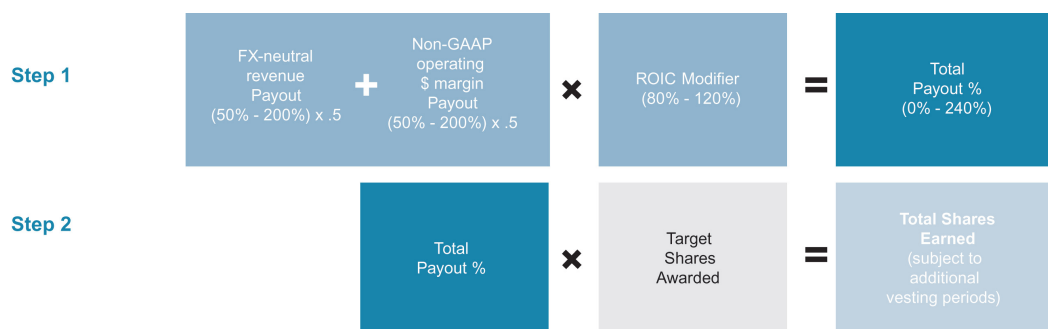 Step 1
FX-neutral
revenue
Payout
(50% - 200%) x .5
+
Non-GAAP
operating
$ margin
Payout
(50% - 200%) x .5
×
ROIC Modifier
(80% - 120%)
=
Total
Payout %
(0% - 240%)
Step 2
Total
Payout %
×
Target
Shares
Awarded
=
Total Shares
Earned
(subject to
additional
vesting periods)